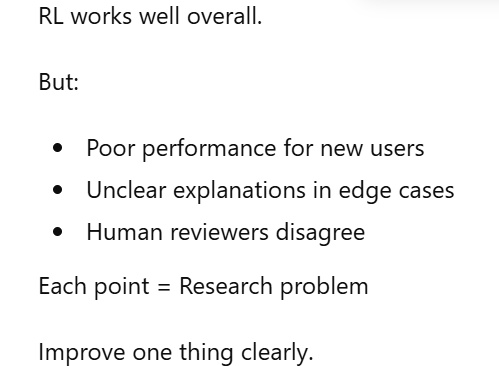 RL works well overall.
But:
• Poor performance for new users
• Unclear explanations in edge cases
• Human reviewers disagree
Each point = Research problem
Improve one thing clearly.